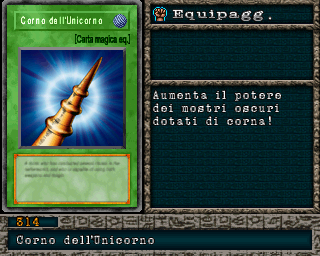 Corno dell'Unicorno
[Carta magica eq.]
Equipagg.
Aumenta il potere
dei mostri oscuri
dotati di corna!
314
Corno dell'Unicorno